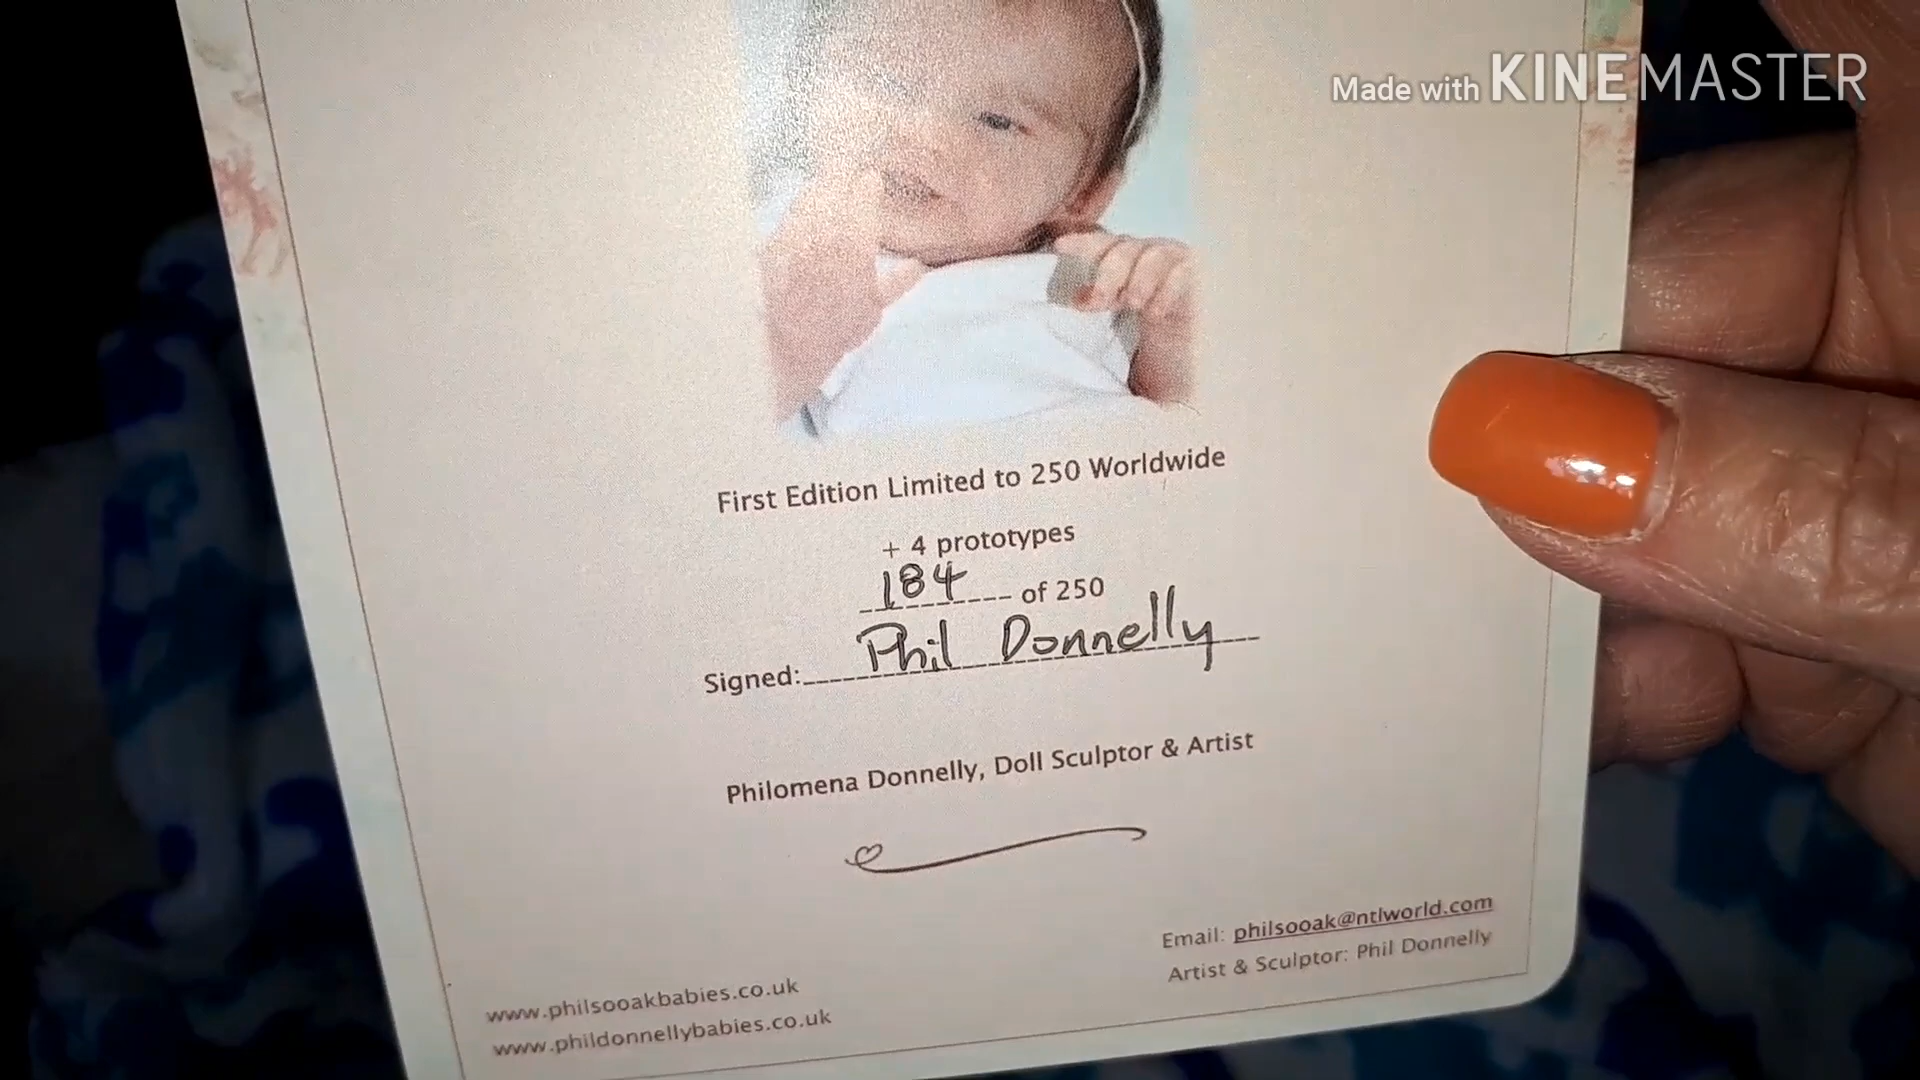 Made with KINEMASTER
First Edition Limited to 250 Worldwide
+ 4 prototypes
184 of 250
Signed: Phil Donnelly
Philomena Donnelly, Doll Sculptor & Artist
Email: philsooak@ntlworld.com
Artist & Sculptor: Phil Donnelly
www.philsooakbabies.co.uk
www.phildonnellybabies.co.uk